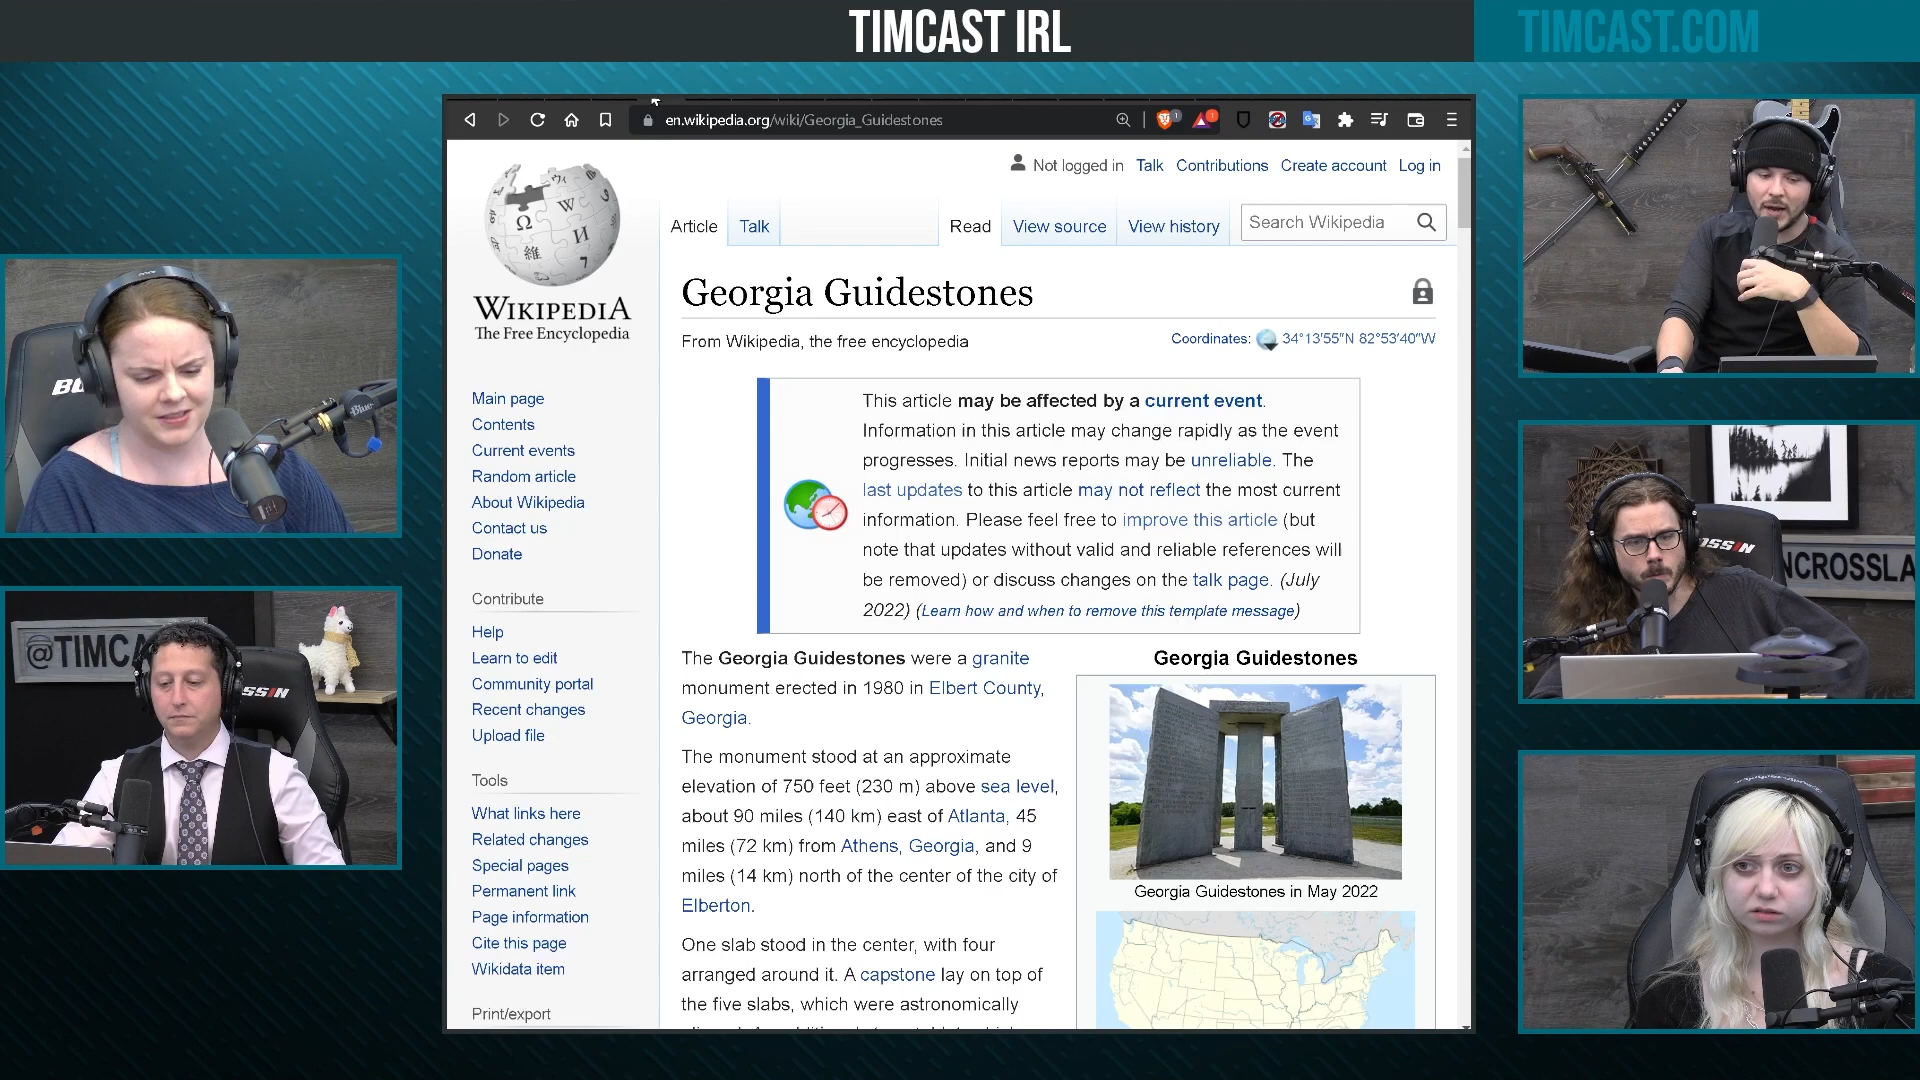 TIMCAST IRL
TIMCAST.COM
en.wikipedia.org/wiki/Georgia_Guidestones
Not logged in Talk Contributions Create account Log in
Article Talk Read View source View history Search Wikipedia
WIKIPEDIA
The Free Encyclopedia
Main page
Contents
Current events
Random article
About Wikipedia
Contact us
Donate
Contribute
Help
Learn to edit
Community portal
Recent changes
Upload file
Tools
What links here
Related changes
Special pages
Permanent link
Page information
Cite this page
Wikidata item
Print/export
Georgia Guidestones
From Wikipedia, the free encyclopedia
Coordinates: 34°13′55″N 82°53′40″W
This article may be affected by a current event.
Information in this article may change rapidly as the event
progresses. Initial news reports may be unreliable. The
last updates to this article may not reflect the most current
information. Please feel free to improve this article (but
note that updates without valid and reliable references will
be removed) or discuss changes on the talk page. (July
2022) (Learn how and when to remove this template message)
The Georgia Guidestones were a granite
monument erected in 1980 in Elbert County,
Georgia.
The monument stood at an approximate
elevation of 750 feet (230 m) above sea level,
about 90 miles (140 km) east of Atlanta, 45
miles (72 km) from Athens, Georgia, and 9
miles (14 km) north of the center of the city of
Elberton.
One slab stood in the center, with four
arranged around it. A capstone lay on top of
the five slabs, which were astronomically
Georgia Guidestones
Georgia Guidestones in May 2022
Blue
@TIMCA
SSIN
OSSIN
NCROSSLA